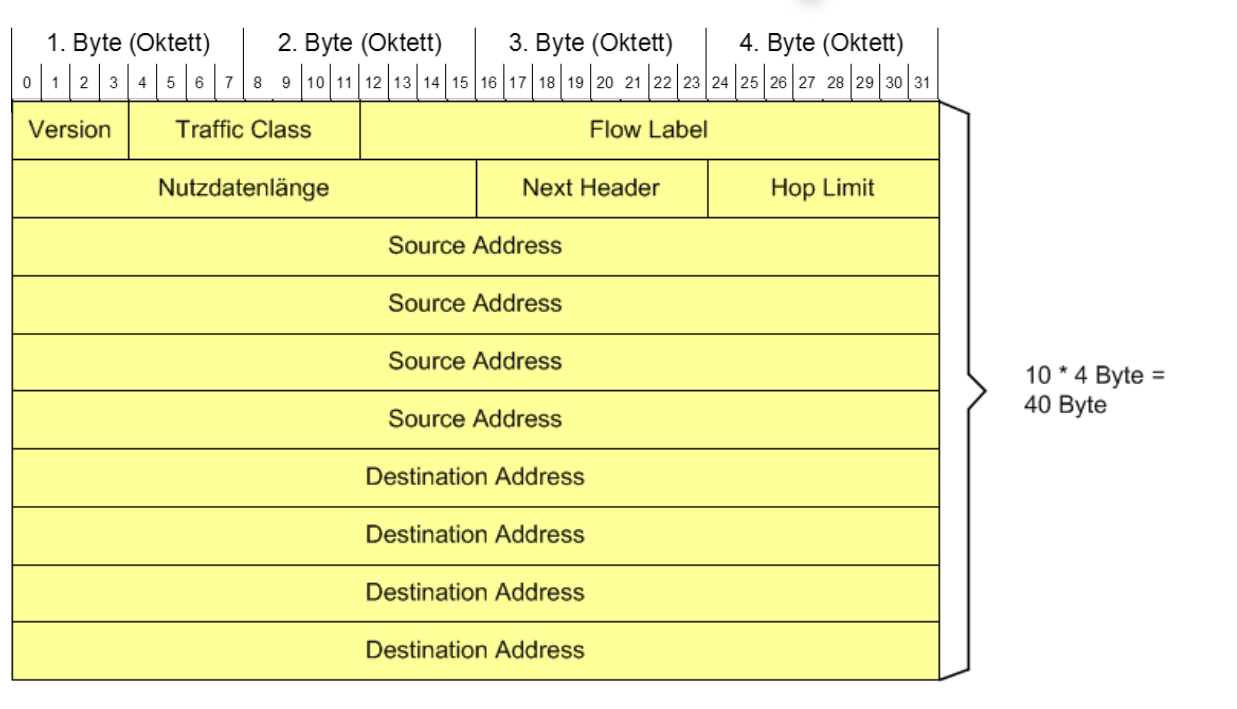 1. Byte (Oktett) 2. Byte (Oktett) 3. Byte (Oktett) 4. Byte (Oktett)
0 1 2 3 4 5 6 7 8 9 10 11 12 13 14 15 16 17 18 19 20 21 22 23 24 25 26 27 28 29 30 31
Version Traffic Class Flow Label
Nutzdatenlänge Next Header Hop Limit
Source Address
Source Address
Source Address
Source Address
Destination Address
Destination Address
Destination Address
Destination Address
10 * 4 Byte =
40 Byte